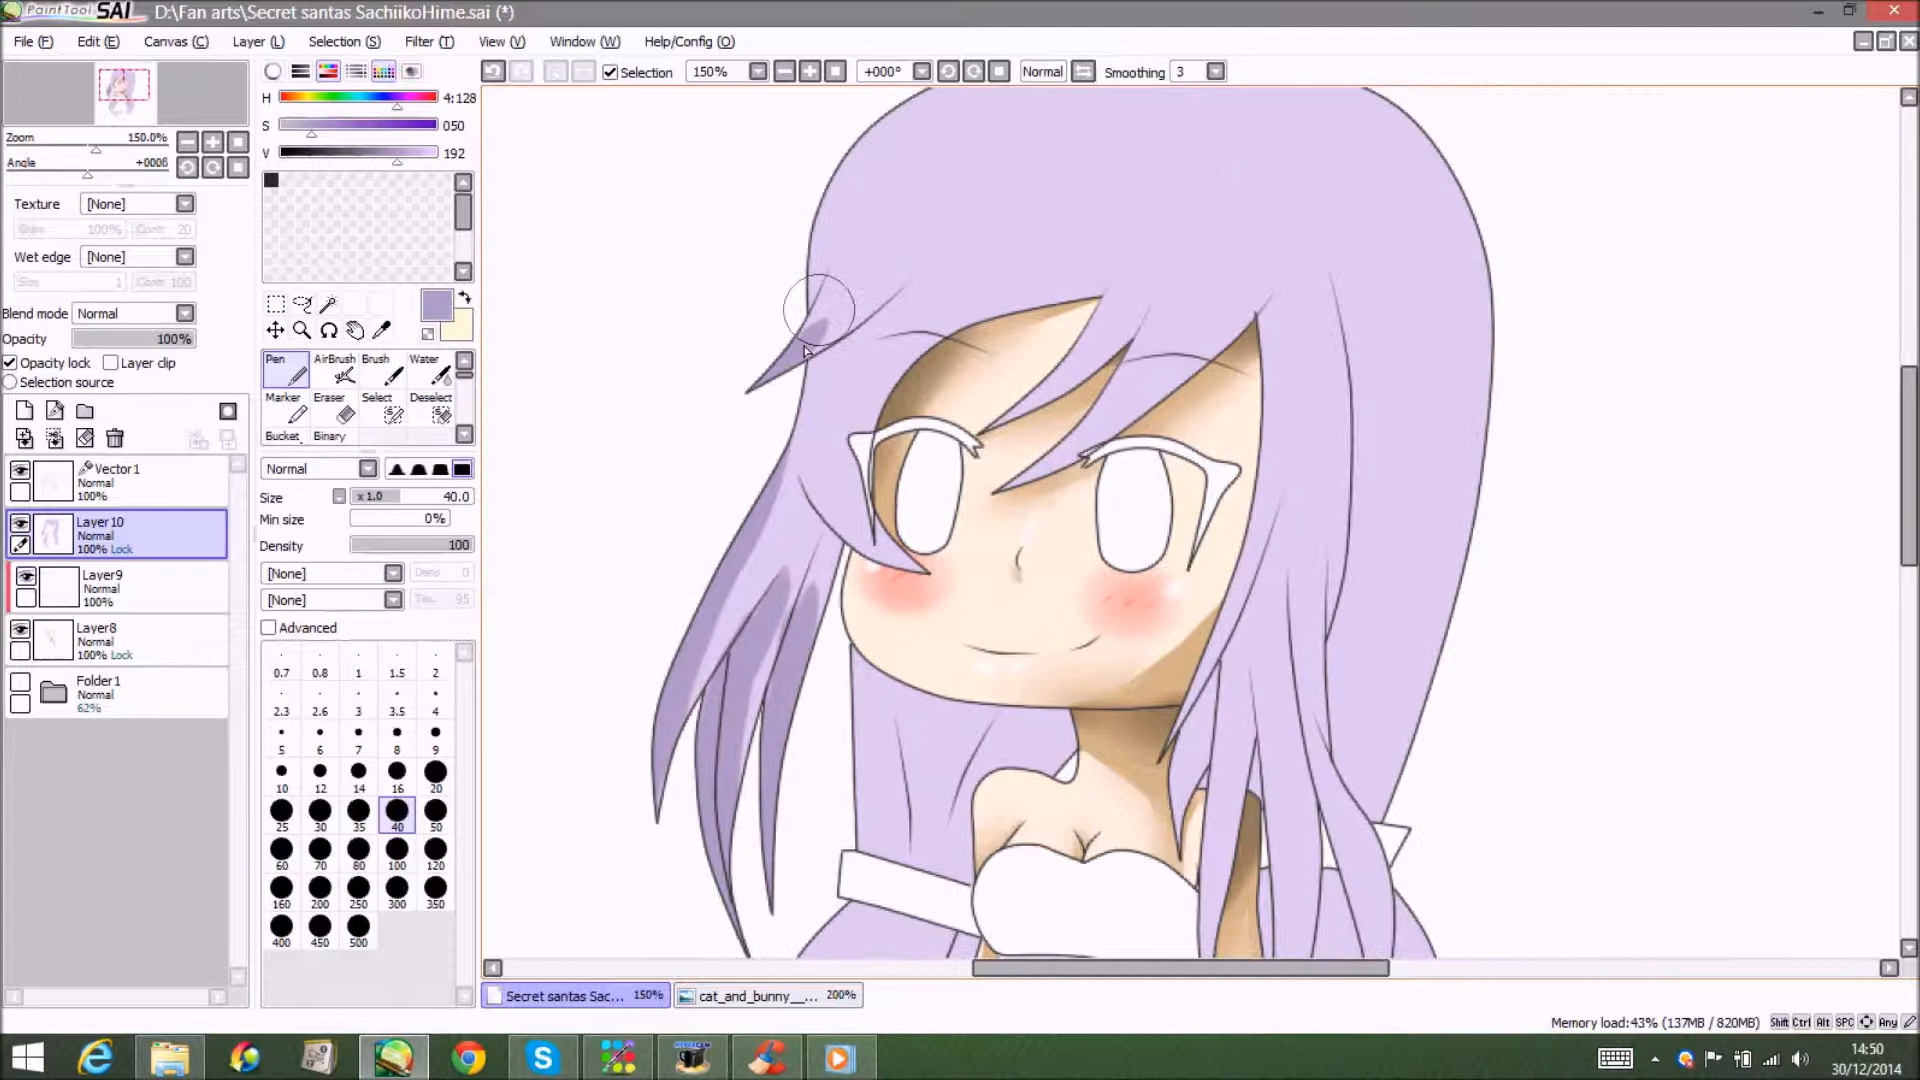 PaintTool SAI D:\Fan arts\Secret santas SachiikoHime.sai (*)
File (F) Edit (E) Canvas (C) Layer (L) Selection (S) Filter (T) View (V) Window (W) Help/Config (O)
Selection 150% +000° Normal Smoothing 3
H 4:128
S 050
V 192
Zoom 150.0%
Angle +000ß
Texture [None]
100% 20
Wet edge [None]
Size 1 100
Blend mode Normal
Opacity 100%
Opacity lock Layer clip
Selection source
Pen AirBrush Brush Water
Marker Eraser Select Deselect
Bucket Binary
Normal
Size x 1.0 40.0
Min size 0%
Density 100
[None] 0
[None] 95
Advanced
0.7 0.8 1 1.5 2
2.3 2.6 3 3.5 4
5 6 7 8 9
10 12 14 16 20
25 30 35 40 50
60 70 80 100 120
160 200 250 300 350
400 450 500
Vector1
Normal
100%
Layer10
Normal
100% Lock
Layer9
Normal
100%
Layer8
Normal
100% Lock
Folder1
Normal
62%
Secret santas Sac... 150% cat_and_bunny__... 200%
Memory load:43% (137MB / 820MB) Shift Ctrl Alt SPC Any
14:50
30/12/2014